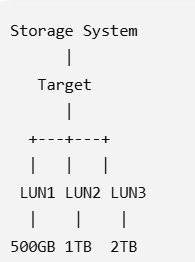 Storage System
|
Target
|
+---+---+
|   |   |
LUN1 LUN2 LUN3
|   |   |
500GB 1TB 2TB